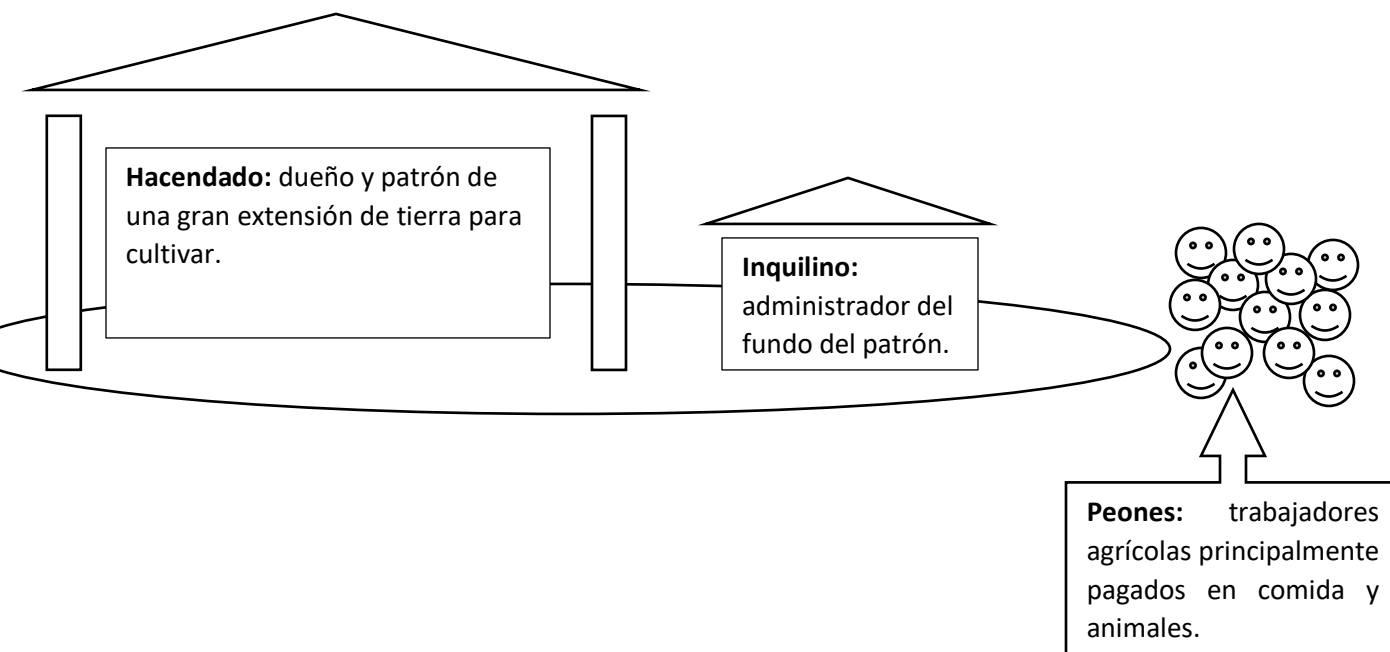 Hacendado: dueño y patrón de
una gran extensión de tierra para
cultivar.
Inquilino:
administrador del
fundo del patrón.
Peones: trabajadores
agrícolas principalmente
pagados en comida y
animales.